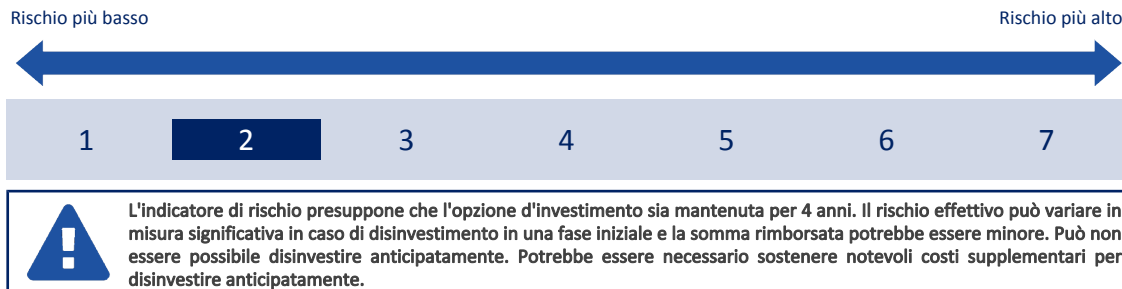 Rischio più basso Rischio più alto
1 2 3 4 5 6 7
L'indicatore di rischio presuppone che l'opzione d'investimento sia mantenuta per 4 anni. Il rischio effettivo può variare in
misura significativa in caso di disinvestimento in una fase iniziale e la somma rimborsata potrebbe essere minore. Può non
essere possibile disinvestire anticipatamente. Potrebbe essere necessario sostenere notevoli costi supplementari per
disinvestire anticipatamente.